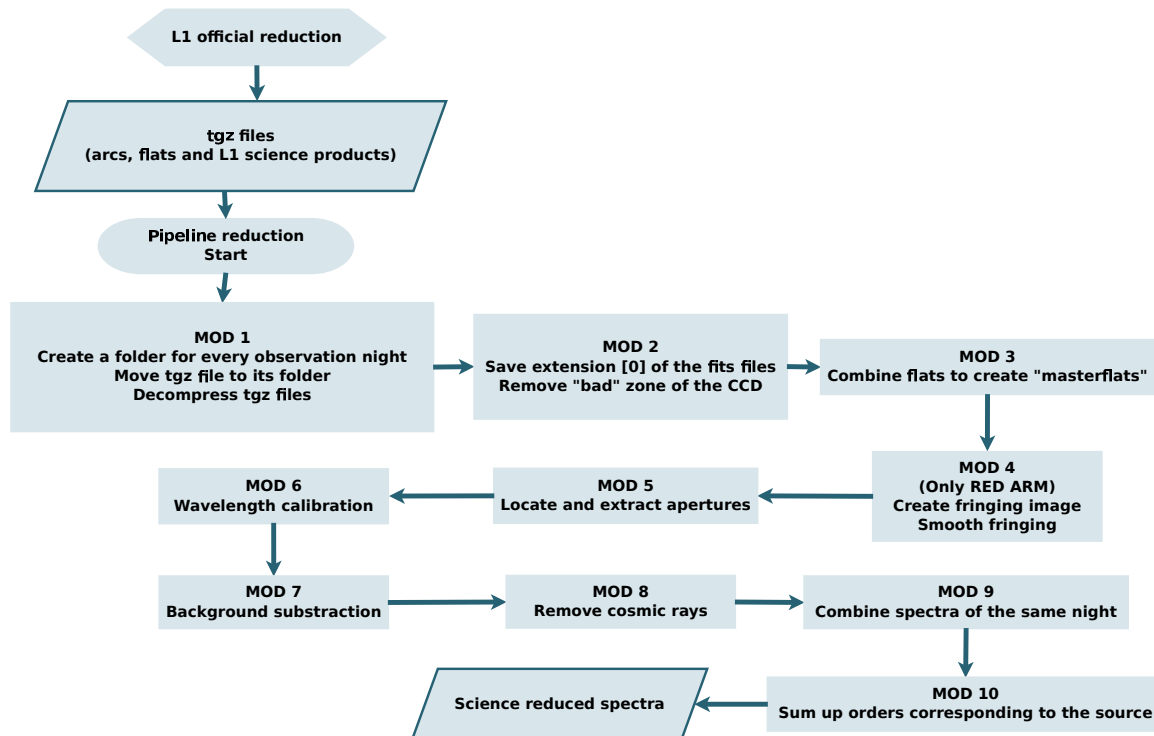 L1 official reduction
tgz files
(arcs, flats and L1 science products)
Pipeline reduction
Start
MOD 1
Create a folder for every observation night
Move tgz file to its folder
Decompress tgz files
MOD 2
Save extension [0] of the fits files
Remove "bad" zone of the CCD
MOD 3
Combine flats to create "masterflats"
MOD 4
(Only RED ARM)
Create fringing image
Smooth fringing
MOD 5
Locate and extract apertures
MOD 6
Wavelength calibration
MOD 7
Background substraction
MOD 8
Remove cosmic rays
MOD 9
Combine spectra of the same night
MOD 10
Sum up orders corresponding to the source
Science reduced spectra